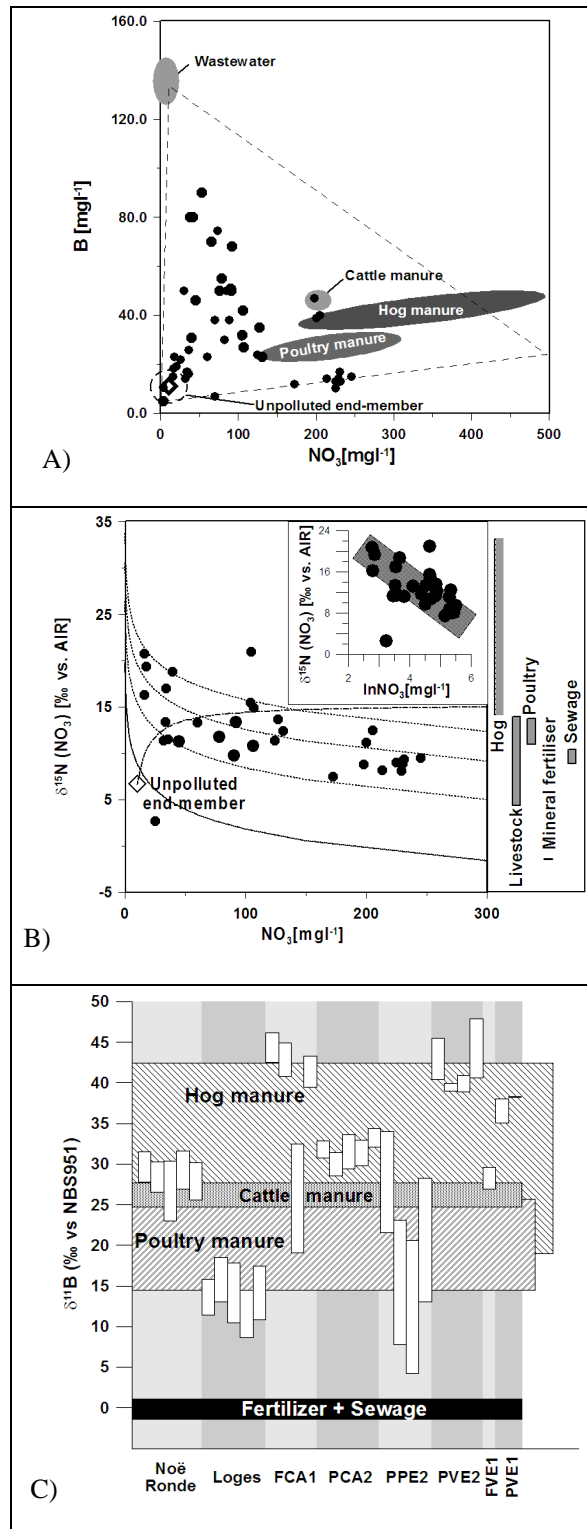 160.0
Wastewater
140.0
120.0
B [mgl-1]
80.0
Cattle manure
Hog manure
40.0
Poultry manure
Unpolluted end-member
0.0
0 100 200 300 400 500
NO3[mgl-1]
A)
35
25
15
5
-5
δ15N (NO3) [‰ vs. AIR]
24
16
8
0
δ15N (NO3) [‰ vs. AIR]
2 4 6
lnNO3[mgl-1]
Unpolluted
end-member
0 100 200 300
NO3[mgl-1]
Hog
Livestock
Poultry
Mineral fertiliser
Sewage
B)
50
45
40
35
30
25
20
15
10
5
0
δ11B (‰ vs NBS951)
Hog manure
Cattle manure
Poultry manure
Fertilizer + Sewage
Noë
Ronde
Loges
FCA1
PCA2
PPE2
PVE2
FVE1
PVE1
C)